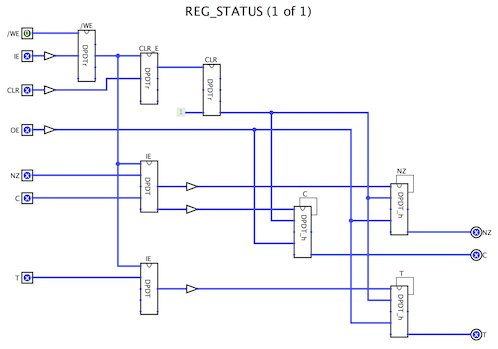 REG_STATUS (1 of 1)
/WE
/WE
IE
DPDTr
CLR_E
CLR
CLR
DPDTr
DPDTr
1
OE
IE
NZ
NZ
DPDT
C
C
DPDT_h
DPDT_h
NZ
C
IE
T
T
DPDT
DPDT_h
T